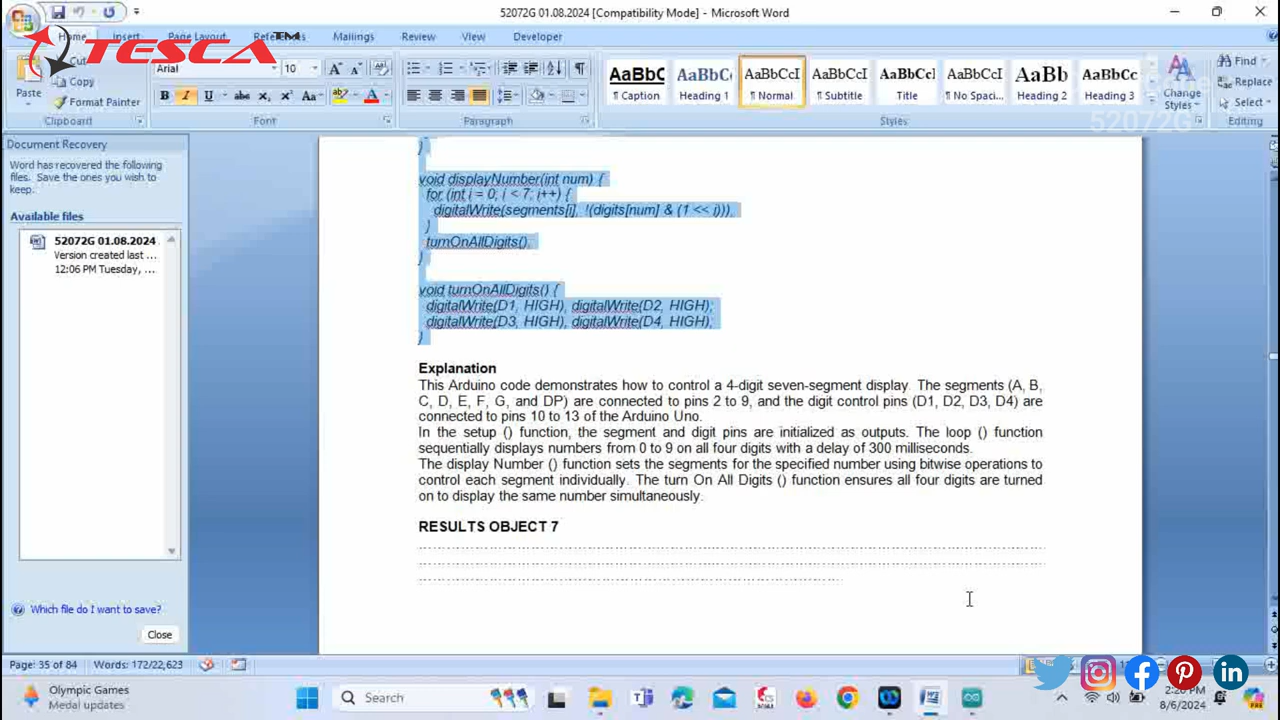 52072G 01.08.2024 [Compatibility Mode] - Microsoft Word
Home Insert Page Layout References Mailings Review View Developer
TESCA TM
Cut
Copy
Format Painter
Paste
Clipboard
Arial 10
B I U abe X₂ X² Aa
Font
Paragraph
AaBbC AaBbC AaBbCcI AaBbCcI AaBbCcI AaBbCcI AaBb AaBbCc
¶ Caption Heading 1 ¶ Normal ¶ Subtitle Title ¶ No Spaci... Heading 2 Heading 3
Change Styles
Styles
Find
Replace
Select
Editing
52072G
Document Recovery
Word has recovered the following
files. Save the ones you wish to
keep.
Available files
52072G 01.08.2024
Version created last ...
12:06 PM Tuesday, ...
Which file do I want to save?
Close
}
void displayNumber(int num) {
for (int i = 0; i < 7; i++) {
digitalWrite(segments[i], !(digits[num] & (1 << i)));
}
turnOnAllDigits();
}
void turnOnAllDigits() {
digitalWrite(D1, HIGH), digitalWrite(D2, HIGH);
digitalWrite(D3, HIGH), digitalWrite(D4, HIGH);
}
Explanation
This Arduino code demonstrates how to control a 4-digit seven-segment display. The segments (A, B,
C, D, E, F, G, and DP) are connected to pins 2 to 9, and the digit control pins (D1, D2, D3, D4) are
connected to pins 10 to 13 of the Arduino Uno.
In the setup () function, the segment and digit pins are initialized as outputs. The loop () function
sequentially displays numbers from 0 to 9 on all four digits with a delay of 300 milliseconds.
The display Number () function sets the segments for the specified number using bitwise operations to
control each segment individually. The turn On All Digits () function ensures all four digits are turned
on to display the same number simultaneously.
RESULTS OBJECT 7
Page: 35 of 84 Words: 172/22,623
Olympic Games
Medal updates
Search
8/6/2024